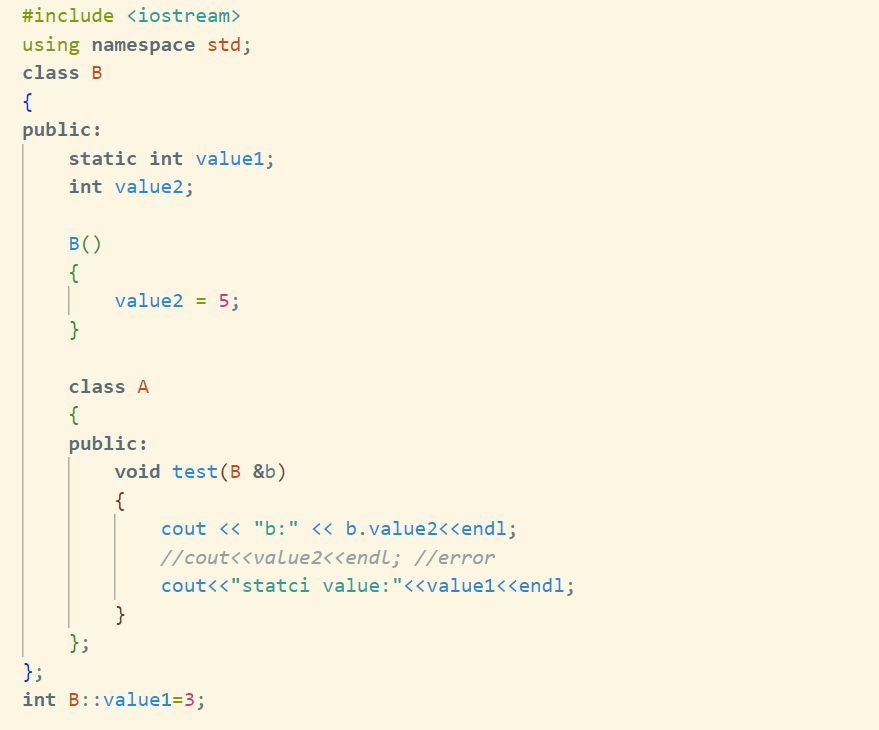 #include <iostream>
using namespace std;
class B
{
public:
    static int value1;
    int value2;

    B()
    {
        value2 = 5;
    }

    class A
    {
    public:
        void test(B &b)
        {
            cout << "b:" << b.value2<<endl;
            //cout<<value2<<endl; //error
            cout<<"statci value:"<<value1<<endl;
        }
    };
};
int B::value1=3;